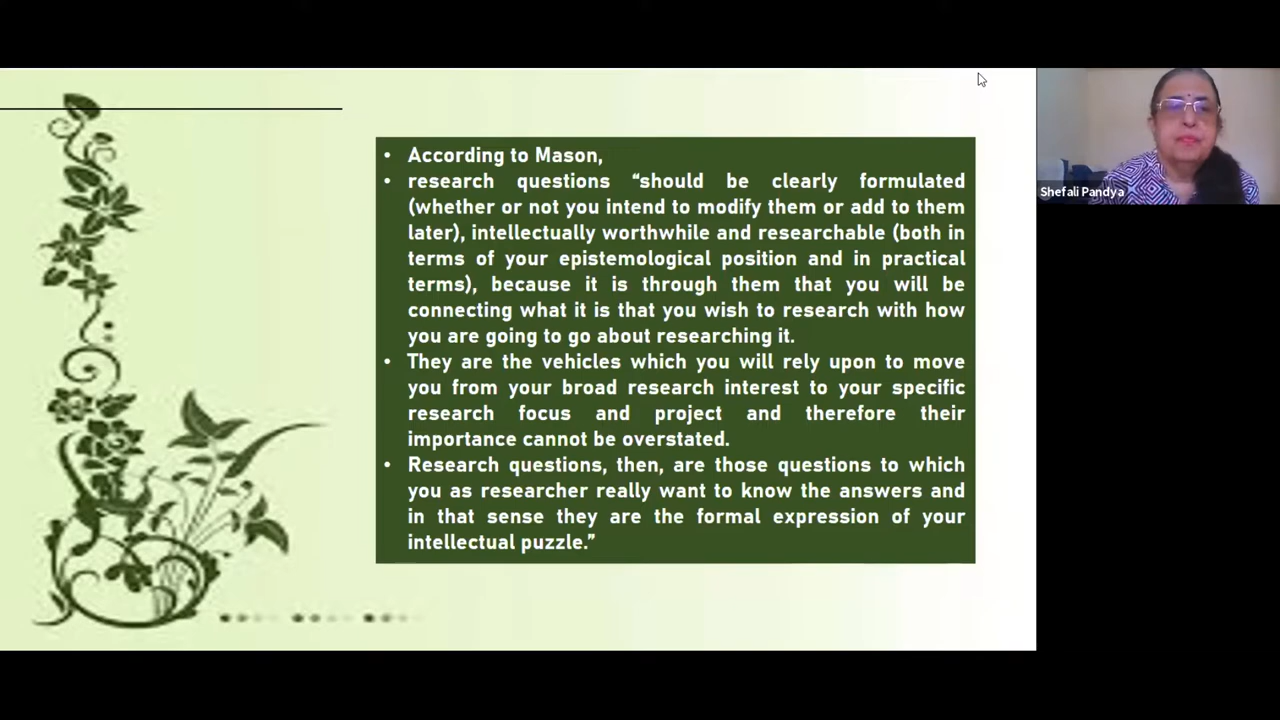 • According to Mason,
• research questions “should be clearly formulated
(whether or not you intend to modify them or add to them
later), intellectually worthwhile and researchable (both in
terms of your epistemological position and in practical
terms), because it is through them that you will be
connecting what it is that you wish to research with how
you are going to go about researching it.
• They are the vehicles which you will rely upon to move
you from your broad research interest to your specific
research focus and project and therefore their
importance cannot be overstated.
• Research questions, then, are those questions to which
you as researcher really want to know the answers and
in that sense they are the formal expression of your
intellectual puzzle.”
Shefali Pandya